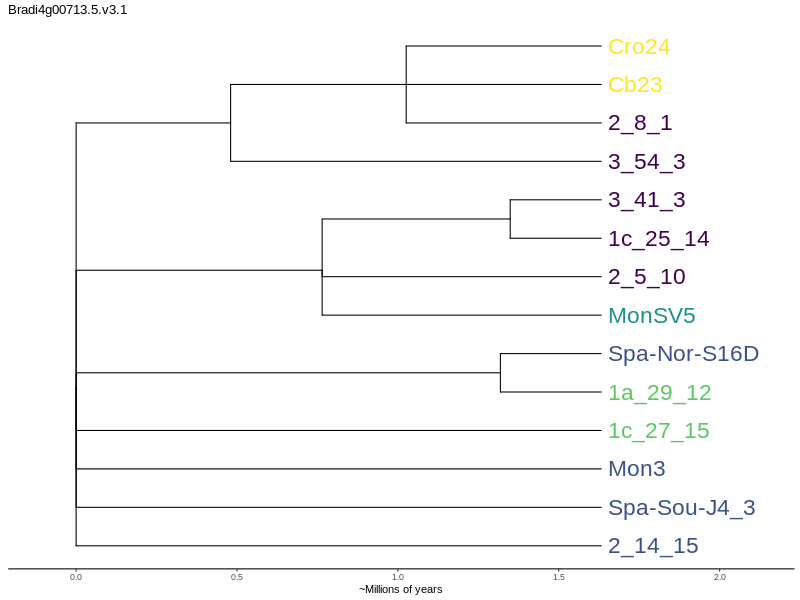 Bradi4g00713.5.v3.1
Cro24
Cb23
2_8_1
3_54_3
3_41_3
1c_25_14
2_5_10
MonSV5
Spa-Nor-S16D
1a_29_12
1c_27_15
Mon3
Spa-Sou-J4_3
2_14_15
0.0 0.5 1.0 1.5 2.0
~Millions of years